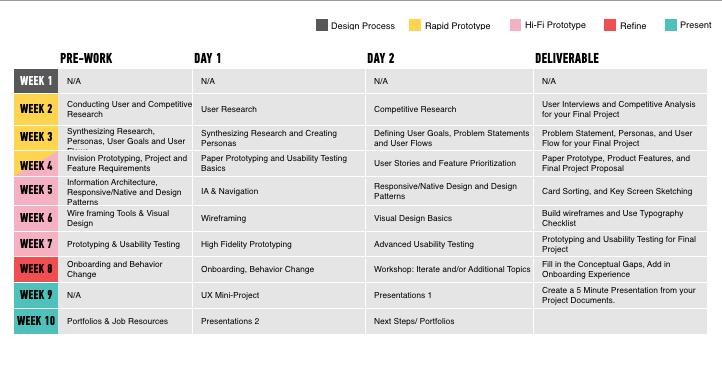 Design Process Rapid Prototype Hi-Fi Prototype Refine Present
PRE-WORK DAY 1 DAY 2 DELIVERABLE
WEEK 1 N/A N/A N/A N/A
WEEK 2
Conducting User and Competitive
Research
User Research
Competitive Research
User Interviews and Competitive Analysis
for your Final Project
WEEK 3
Synthesizing Research,
Personas, User Goals and User
Flows
Synthesizing Research and Creating
Personas
Defining User Goals, Problem Statements
and User Flows
Problem Statement, Personas, and User
Flow for your Final Project
WEEK 4
Invision Prototyping, Project and
Feature Requirements
Paper Prototyping and Usability Testing
Basics
User Stories and Feature Prioritization
Paper Prototype, Product Features, and
Final Project Proposal
WEEK 5
Information Architecture,
Responsive/Native and Design
Patterns
IA & Navigation
Responsive/Native Design and Design
Patterns
Card Sorting, and Key Screen Sketching
WEEK 6
Wire framing Tools & Visual
Design
Wireframing
Visual Design Basics
Build wireframes and Use Typography
Checklist
WEEK 7
Prototyping & Usability Testing
High Fidelity Prototyping
Advanced Usability Testing
Prototyping and Usability Testing for Final
Project
WEEK 8
Onboarding and Behavior
Change
Onboarding, Behavior Change
Workshop: Iterate and/or Additional Topics
Fill in the Conceptual Gaps, Add in
Onboarding Experience
WEEK 9
N/A
UX Mini-Project
Presentations 1
Create a 5 Minute Presentation from your
Project Documents.
WEEK 10
Portfolios & Job Resources
Presentations 2
Next Steps/ Portfolios